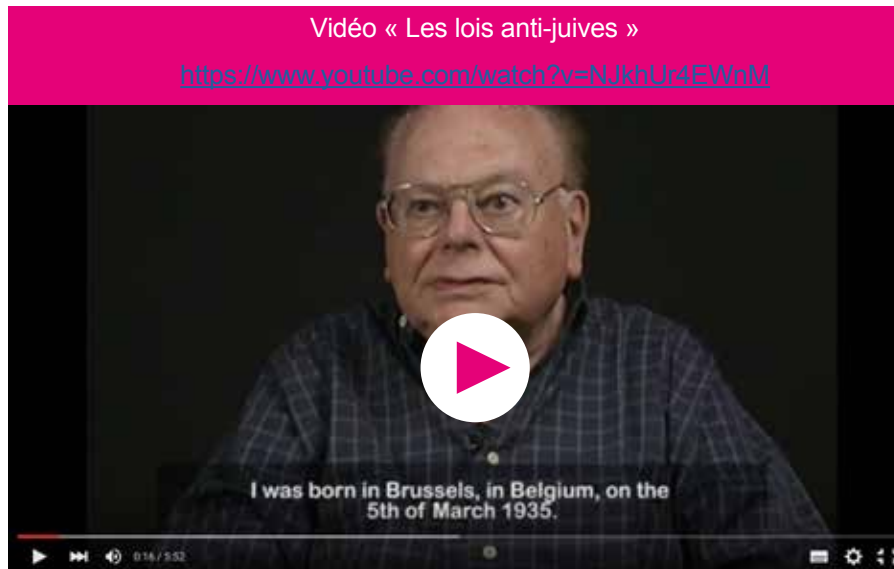 Vidéo « Les lois anti-juives »
https://www.youtube.com/watch?v=NJkhUr4EWnM
I was born in Brussels, in Belgium, on the
5th of March 1935.
0:16 / 5:52